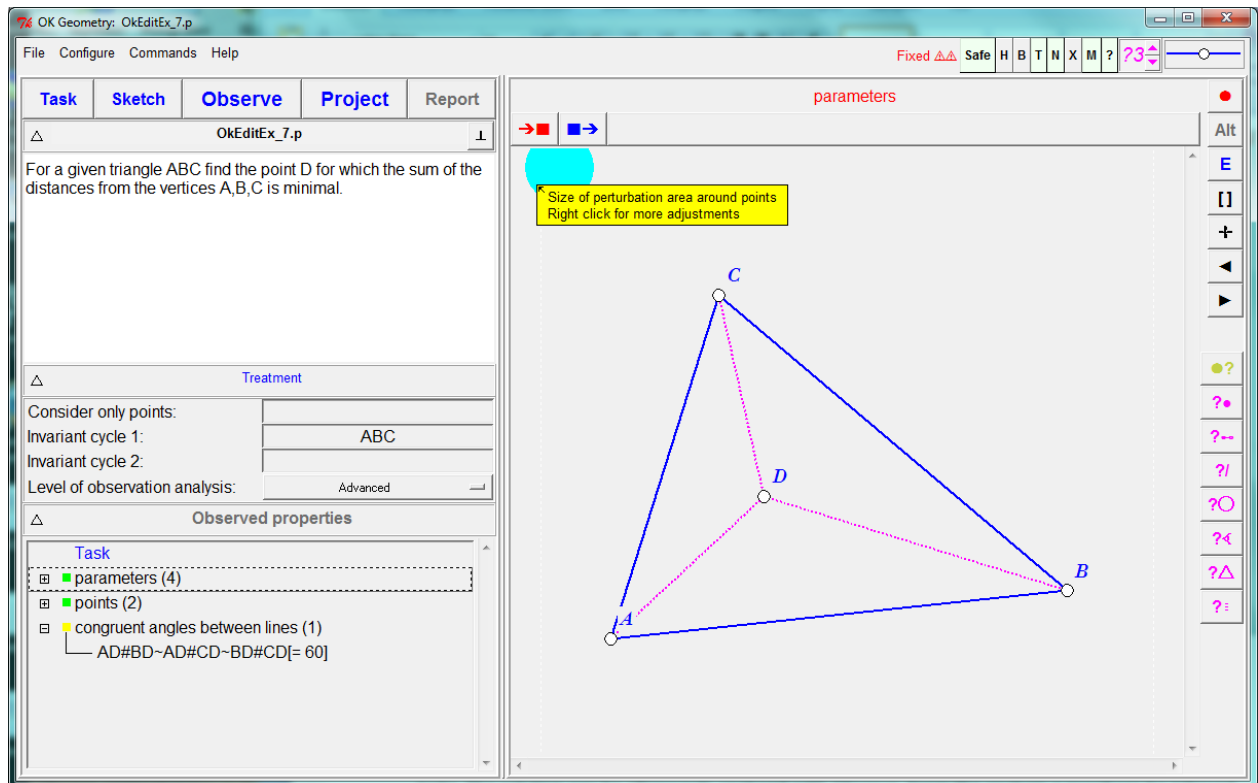 OK Geometry: OkEditEx_7.p
File Configure Commands Help
Fixed ⚠⚠ Safe H B T N X M ? ?3
Task Sketch Observe Project Report
OkEditEx_7.p
For a given triangle ABC find the point D for which the sum of the
distances from the vertices A,B,C is minimal.
Treatment
Consider only points:
Invariant cycle 1: ABC
Invariant cycle 2:
Level of observation analysis: Advanced
Observed properties
Task
parameters (4)
points (2)
congruent angles between lines (1)
AD#BD~AD#CD~BD#CD[= 60]
parameters
Size of perturbation area around points
Right click for more adjustments
C
D
B
A
Alt
E
[ ]
?
?
?
?/
?
?
?
?